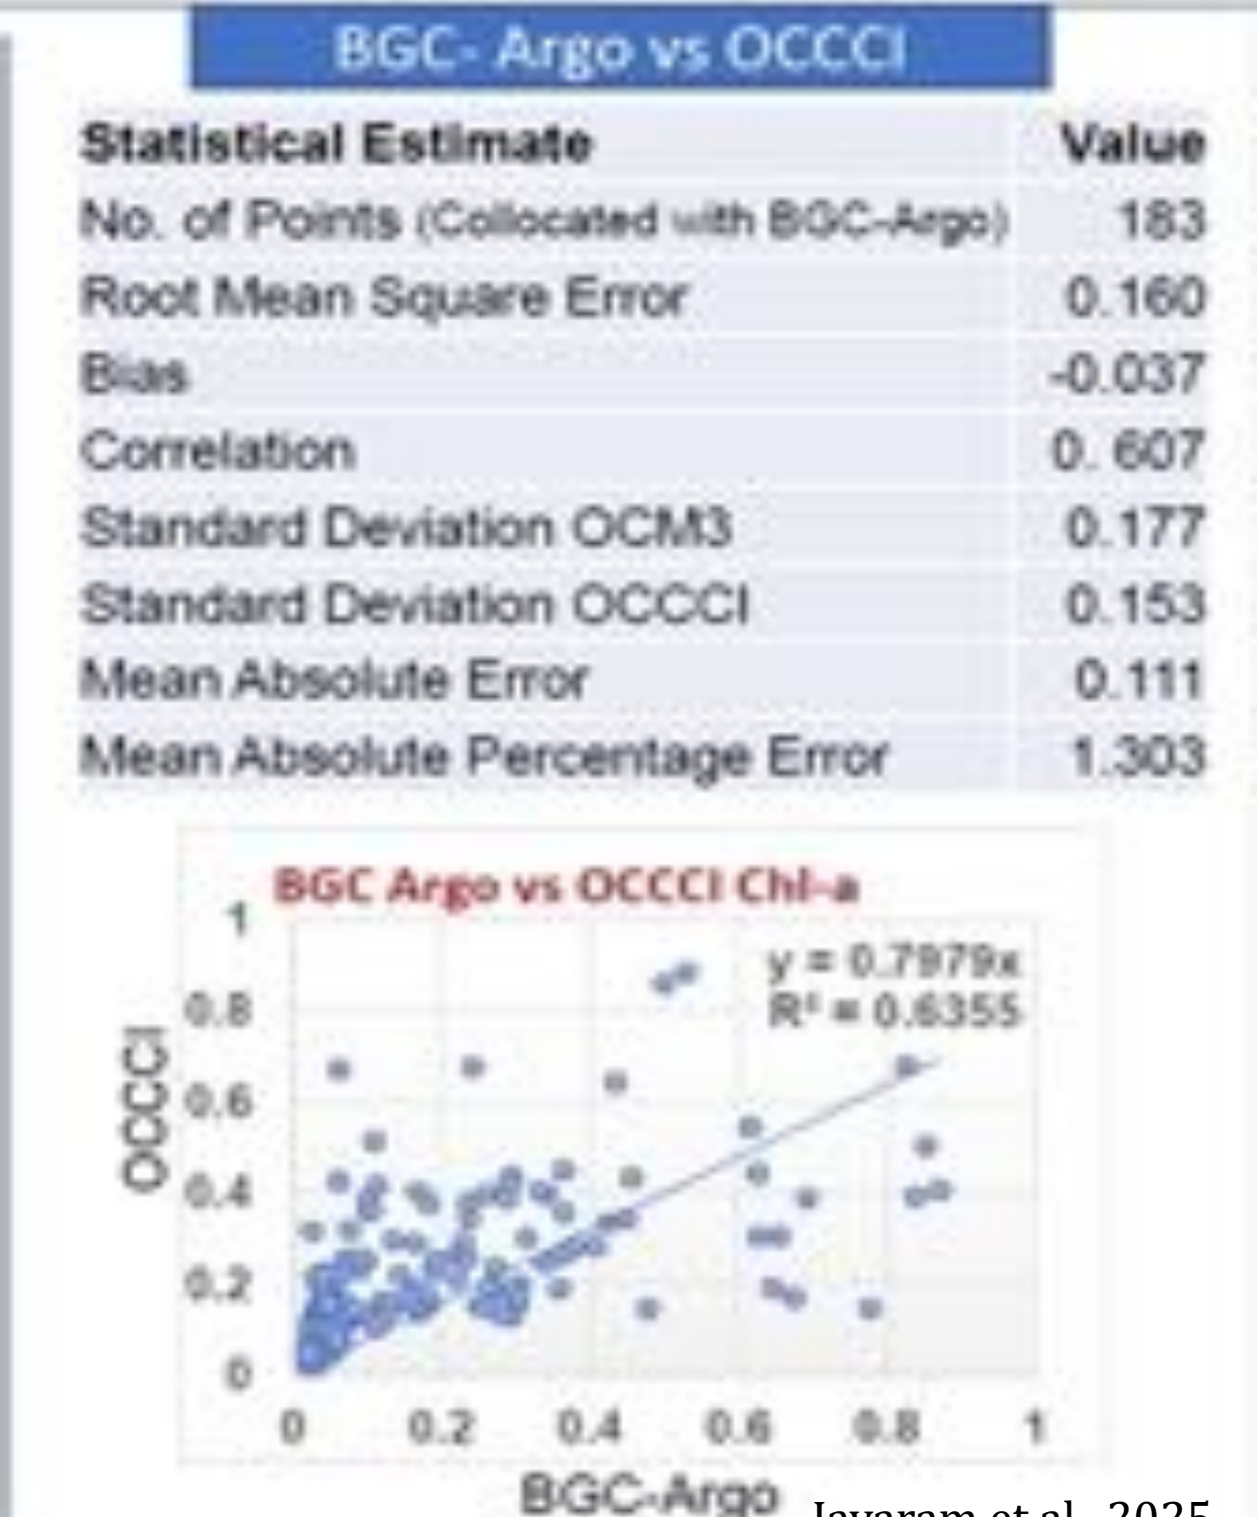 BGC- Argo vs OCCCI
Statistical Estimate Value
No. of Points (Collocated with BGC-Argo) 183
Root Mean Square Error 0.160
Bias -0.037
Correlation 0. 607
Standard Deviation OCM3 0.177
Standard Deviation OCCCI 0.153
Mean Absolute Error 0.111
Mean Absolute Percentage Error 1.303
BGC Argo vs OCCCI Chl-a
y = 0.7979x
R² = 0.6355
1
0.8
0.6
0.4
0.2
0
OCCCI
0 0.2 0.4 0.6 0.8 1
BGC-Argo
Jayaram et al., 2025